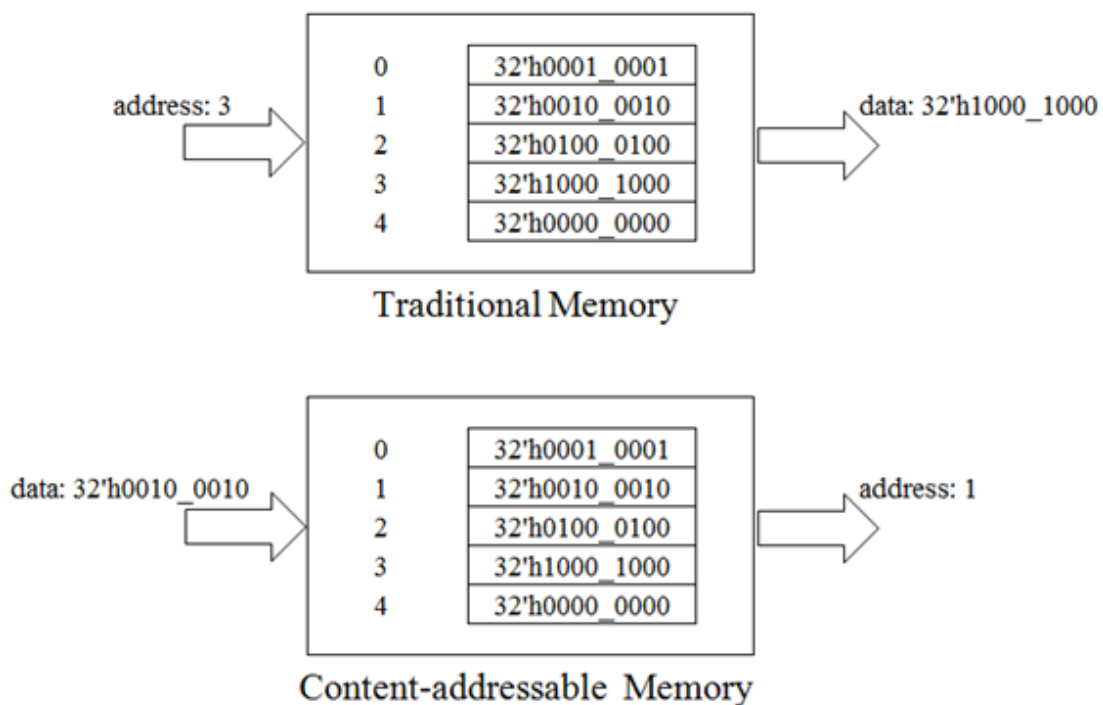 0 32'h0001_0001
address: 3 1 32'h0010_0010 data: 32'h1000_1000
2 32'h0100_0100
3 32'h1000_1000
4 32'h0000_0000
Traditional Memory
0 32'h0001_0001
data: 32'h0010_0010 1 32'h0010_0010 address: 1
2 32'h0100_0100
3 32'h1000_1000
4 32'h0000_0000
Content-addressable Memory